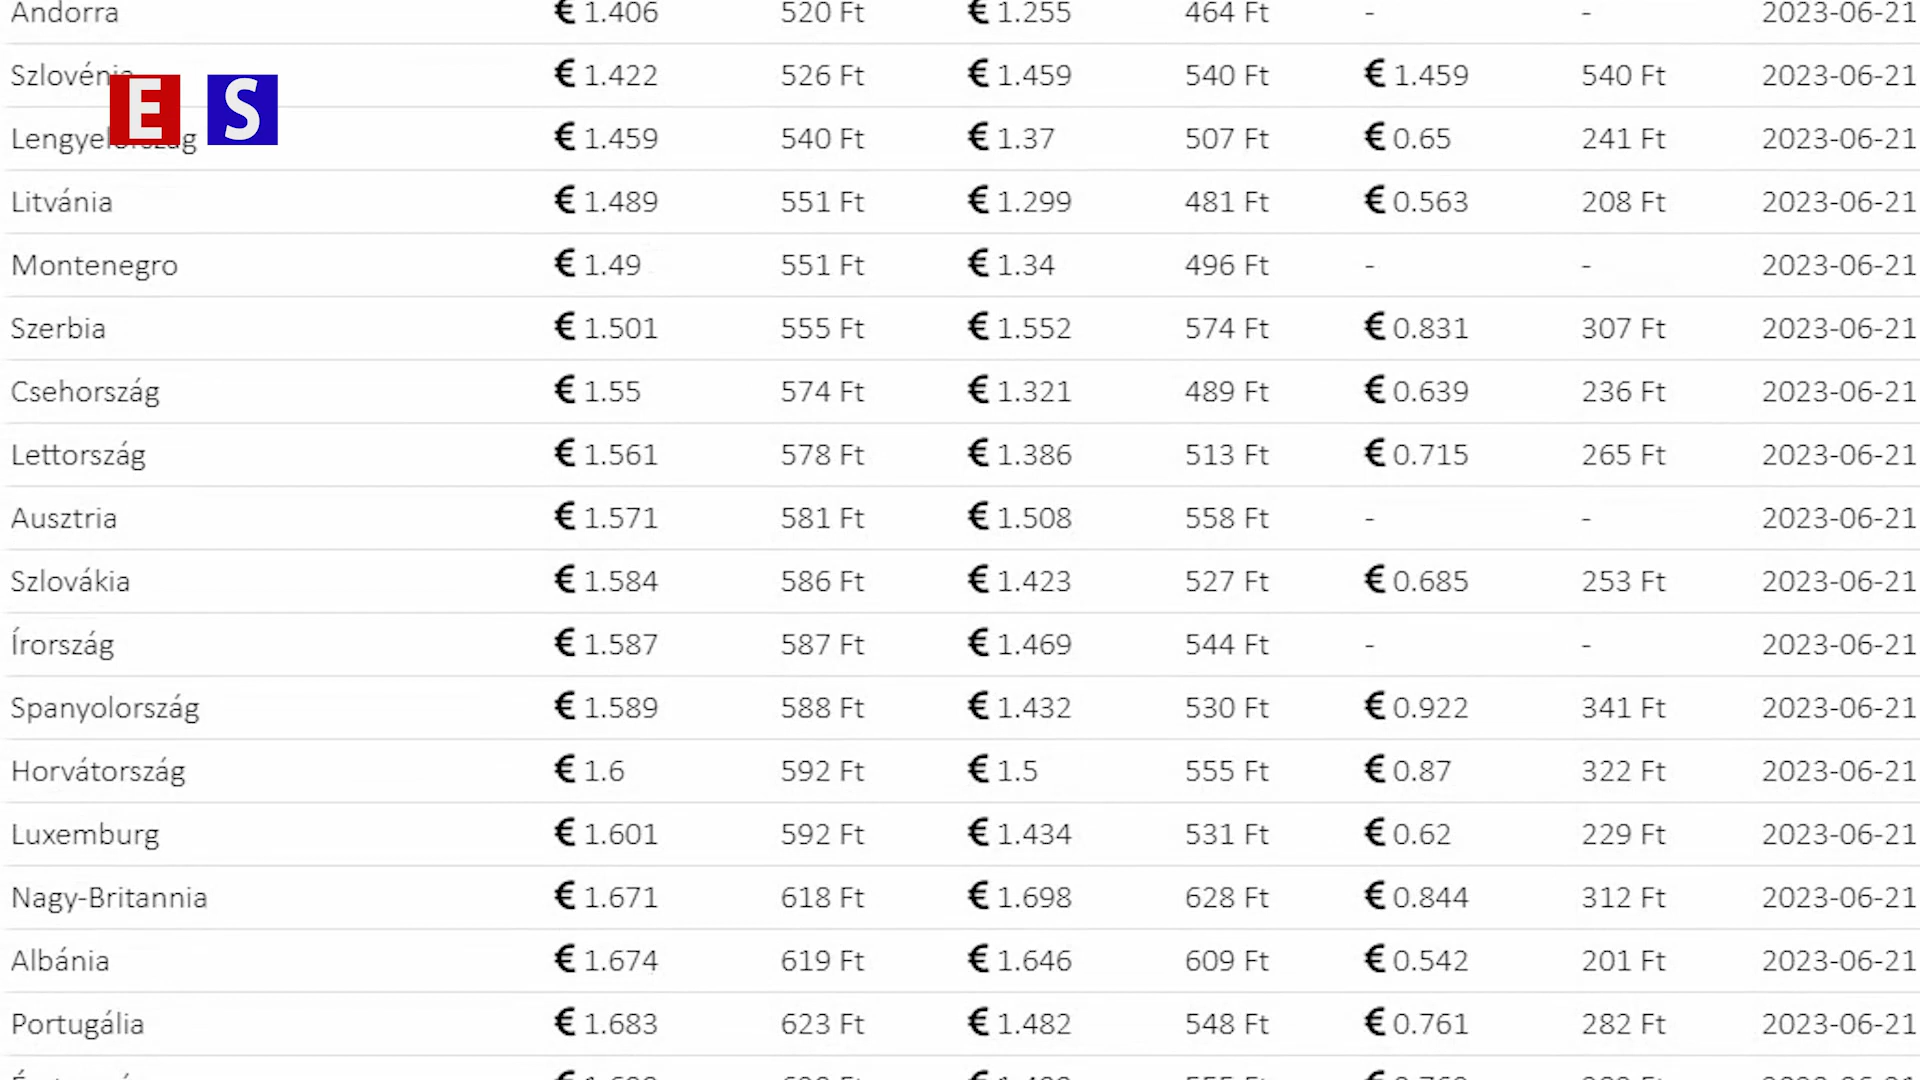 Andorra € 1.406 520 Ft € 1.255 464 Ft - - 2023-06-21
Szlovénia € 1.422 526 Ft € 1.459 540 Ft € 1.459 540 Ft 2023-06-21
E S
Lengyelország € 1.459 540 Ft € 1.37 507 Ft € 0.65 241 Ft 2023-06-21
Litvánia € 1.489 551 Ft € 1.299 481 Ft € 0.563 208 Ft 2023-06-21
Montenegro € 1.49 551 Ft € 1.34 496 Ft - - 2023-06-21
Szerbia € 1.501 555 Ft € 1.552 574 Ft € 0.831 307 Ft 2023-06-21
Csehország € 1.55 574 Ft € 1.321 489 Ft € 0.639 236 Ft 2023-06-21
Lettország € 1.561 578 Ft € 1.386 513 Ft € 0.715 265 Ft 2023-06-21
Ausztria € 1.571 581 Ft € 1.508 558 Ft - - 2023-06-21
Szlovákia € 1.584 586 Ft € 1.423 527 Ft € 0.685 253 Ft 2023-06-21
Írország € 1.587 587 Ft € 1.469 544 Ft - - 2023-06-21
Spanyolország € 1.589 588 Ft € 1.432 530 Ft € 0.922 341 Ft 2023-06-21
Horvátország € 1.6 592 Ft € 1.5 555 Ft € 0.87 322 Ft 2023-06-21
Luxemburg € 1.601 592 Ft € 1.434 531 Ft € 0.62 229 Ft 2023-06-21
Nagy-Britannia € 1.671 618 Ft € 1.698 628 Ft € 0.844 312 Ft 2023-06-21
Albánia € 1.674 619 Ft € 1.646 609 Ft € 0.542 201 Ft 2023-06-21
Portugália € 1.683 623 Ft € 1.482 548 Ft € 0.761 282 Ft 2023-06-21